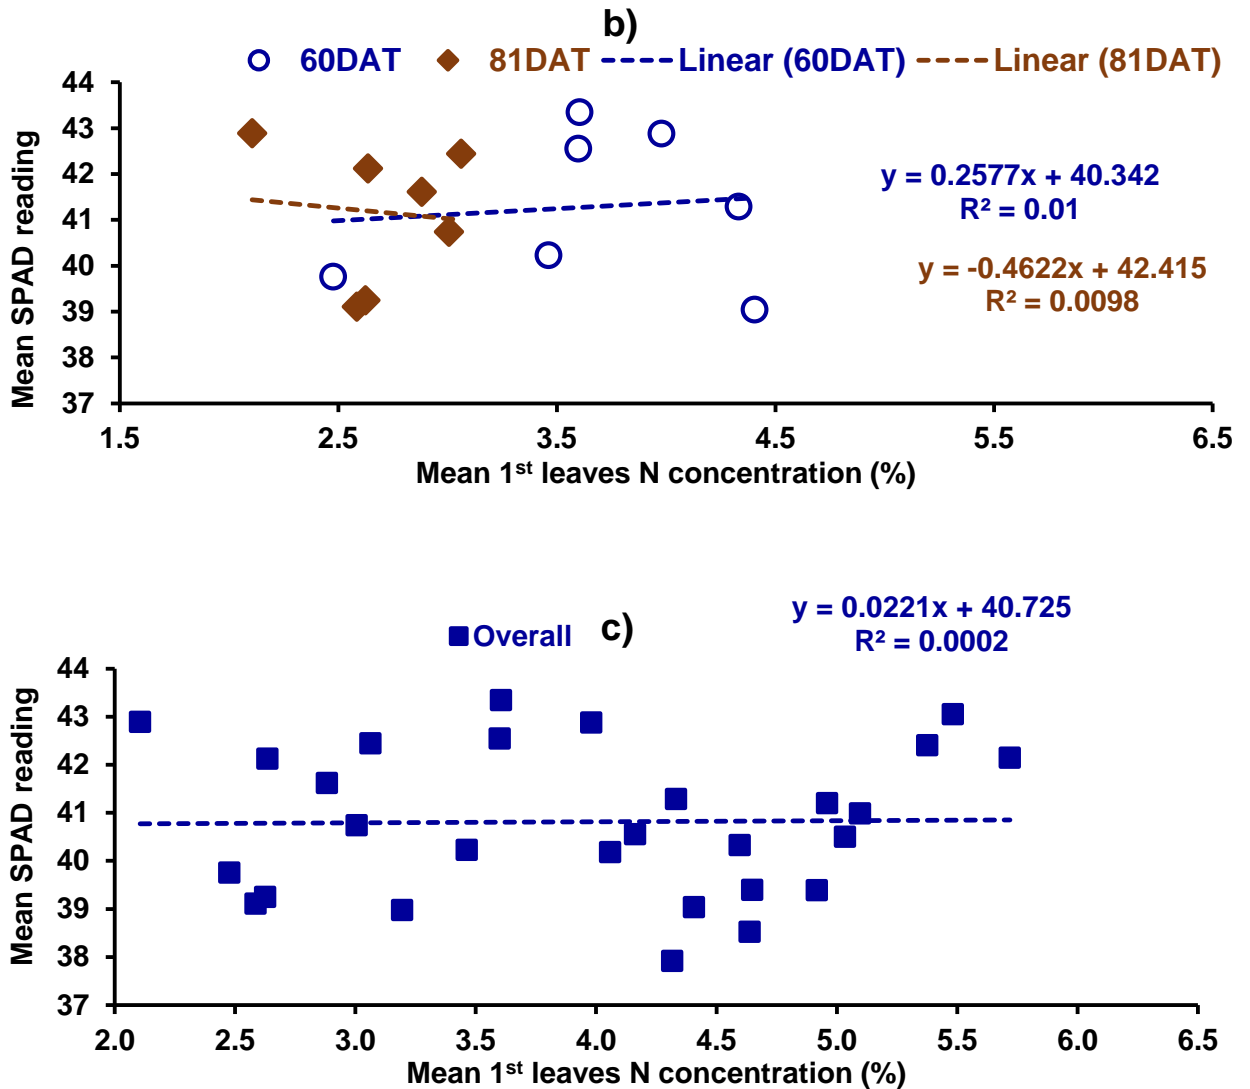 b)
60DAT 81DAT Linear (60DAT) Linear (81DAT)
44
43
42
41
40
39
38
37
Mean SPAD reading
y = 0.2577x + 40.342
R² = 0.01
y = -0.4622x + 42.415
R² = 0.0098
1.5 2.5 3.5 4.5 5.5 6.5
Mean 1st leaves N concentration (%)
y = 0.0221x + 40.725
R² = 0.0002
Overall c)
44
43
42
41
40
39
38
37
Mean SPAD reading
2.0 2.5 3.0 3.5 4.0 4.5 5.0 5.5 6.0 6.5
Mean 1st leaves N concentration (%)